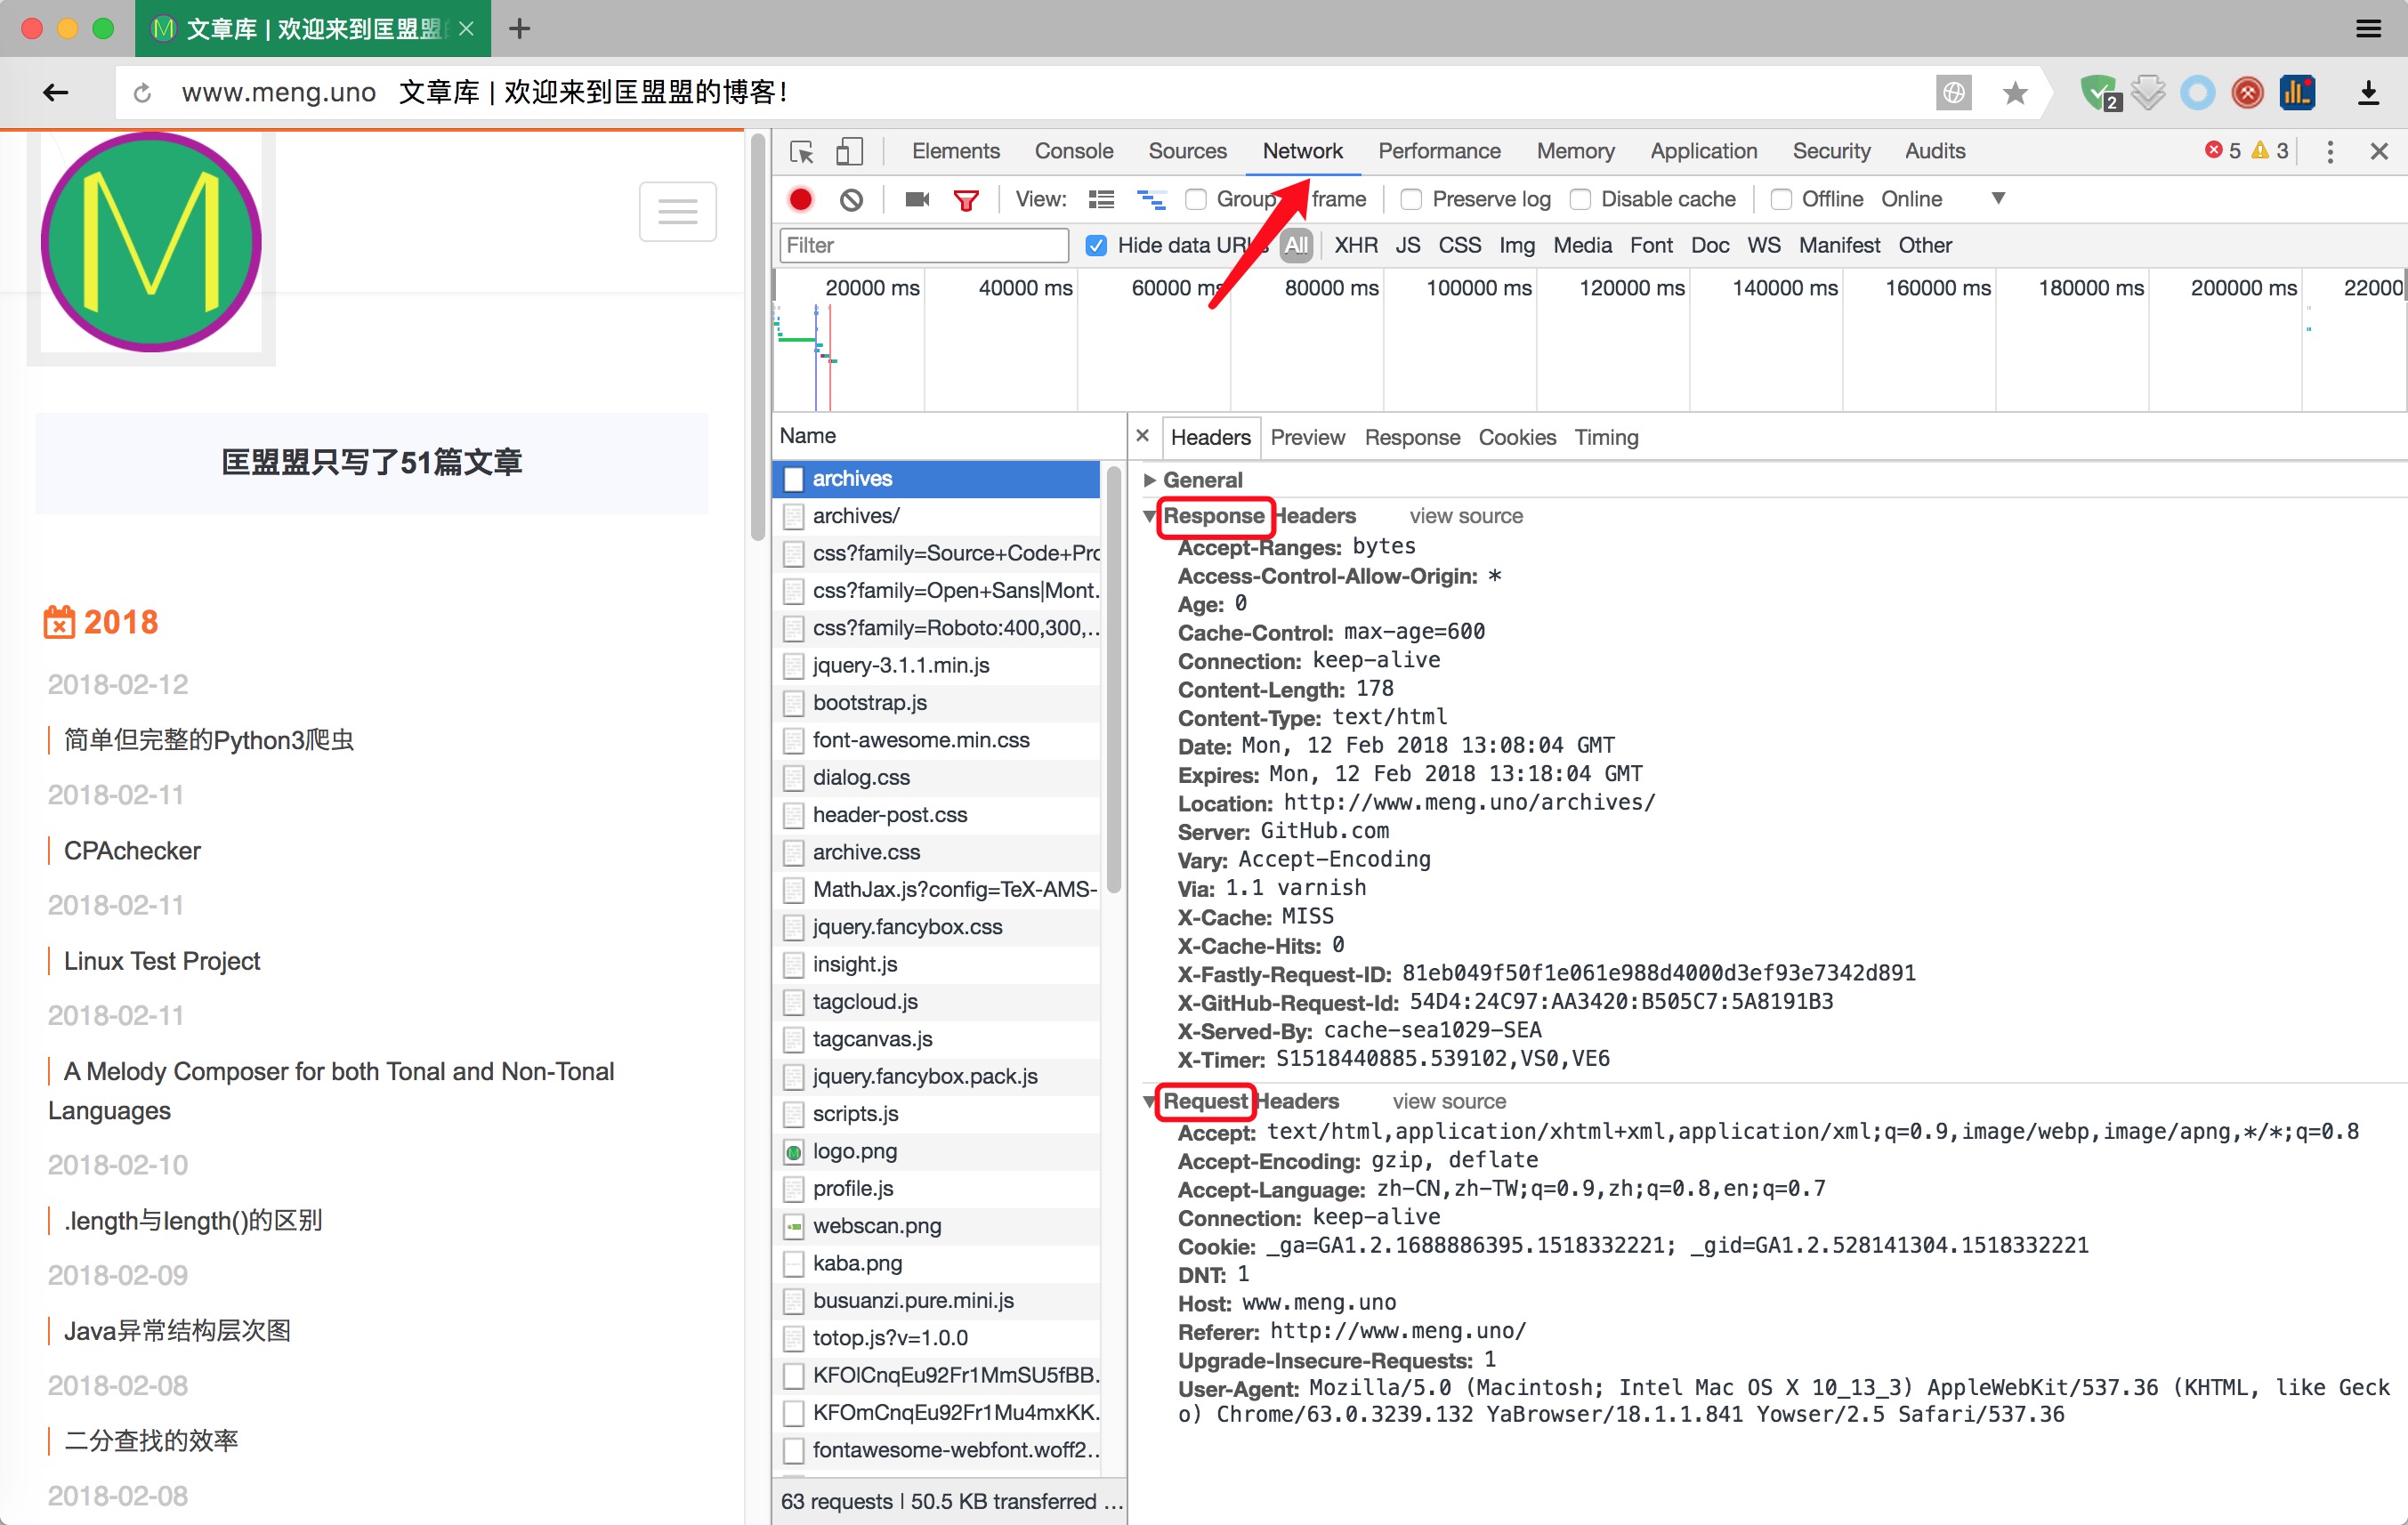 文章库 | 欢迎来到匡盟盟
www.meng.uno 文章库 | 欢迎来到匡盟盟的博客！
2
M
匡盟盟只写了51篇文章
2018
2018-02-12
简单但完整的Python3爬虫
2018-02-11
CPAchecker
2018-02-11
Linux Test Project
2018-02-11
A Melody Composer for both Tonal and Non-Tonal
Languages
2018-02-10
.length与length()的区别
2018-02-09
Java异常结构层次图
2018-02-08
二分查找的效率
2018-02-08
Elements Console Sources Network Performance Memory Application Security Audits 5 3
View: Group frame Preserve log Disable cache Offline Online
Filter Hide data URLs All XHR JS CSS Img Media Font Doc WS Manifest Other
20000 ms 40000 ms 60000 ms 80000 ms 100000 ms 120000 ms 140000 ms 160000 ms 180000 ms 200000 ms 22000
Name
archives
archives/
css?family=Source+Code+Pro
css?family=Open+Sans|Mont…
css?family=Roboto:400,300,…
jquery-3.1.1.min.js
bootstrap.js
font-awesome.min.css
dialog.css
header-post.css
archive.css
MathJax.js?config=TeX-AMS-
jquery.fancybox.css
insight.js
tagcloud.js
tagcanvas.js
jquery.fancybox.pack.js
scripts.js
logo.png
profile.js
webscan.png
kaba.png
busuanzi.pure.mini.js
totop.js?v=1.0.0
KFOlCnqEu92Fr1MmSU5fBB…
KFOmCnqEu92Fr1Mu4mxKK…
fontawesome-webfont.woff2…
63 requests | 50.5 KB transferred …
Headers Preview Response Cookies Timing
General
Response Headers view source
Accept-Ranges: bytes
Access-Control-Allow-Origin: *
Age: 0
Cache-Control: max-age=600
Connection: keep-alive
Content-Length: 178
Content-Type: text/html
Date: Mon, 12 Feb 2018 13:08:04 GMT
Expires: Mon, 12 Feb 2018 13:18:04 GMT
Location: http://www.meng.uno/archives/
Server: GitHub.com
Vary: Accept-Encoding
Via: 1.1 varnish
X-Cache: MISS
X-Cache-Hits: 0
X-Fastly-Request-ID: 81eb049f50f1e061e988d4000d3ef93e7342d891
X-GitHub-Request-Id: 54D4:24C97:AA3420:B505C7:5A8191B3
X-Served-By: cache-sea1029-SEA
X-Timer: S1518440885.539102,VS0,VE6
Request Headers view source
Accept: text/html,application/xhtml+xml,application/xml;q=0.9,image/webp,image/apng,*/*;q=0.8
Accept-Encoding: gzip, deflate
Accept-Language: zh-CN,zh-TW;q=0.9,zh;q=0.8,en;q=0.7
Connection: keep-alive
Cookie: _ga=GA1.2.1688886395.1518332221; _gid=GA1.2.528141304.1518332221
DNT: 1
Host: www.meng.uno
Referer: http://www.meng.uno/
Upgrade-Insecure-Requests: 1
User-Agent: Mozilla/5.0 (Macintosh; Intel Mac OS X 10_13_3) AppleWebKit/537.36 (KHTML, like Geck
o) Chrome/63.0.3239.132 YaBrowser/18.1.1.841 Yowser/2.5 Safari/537.36